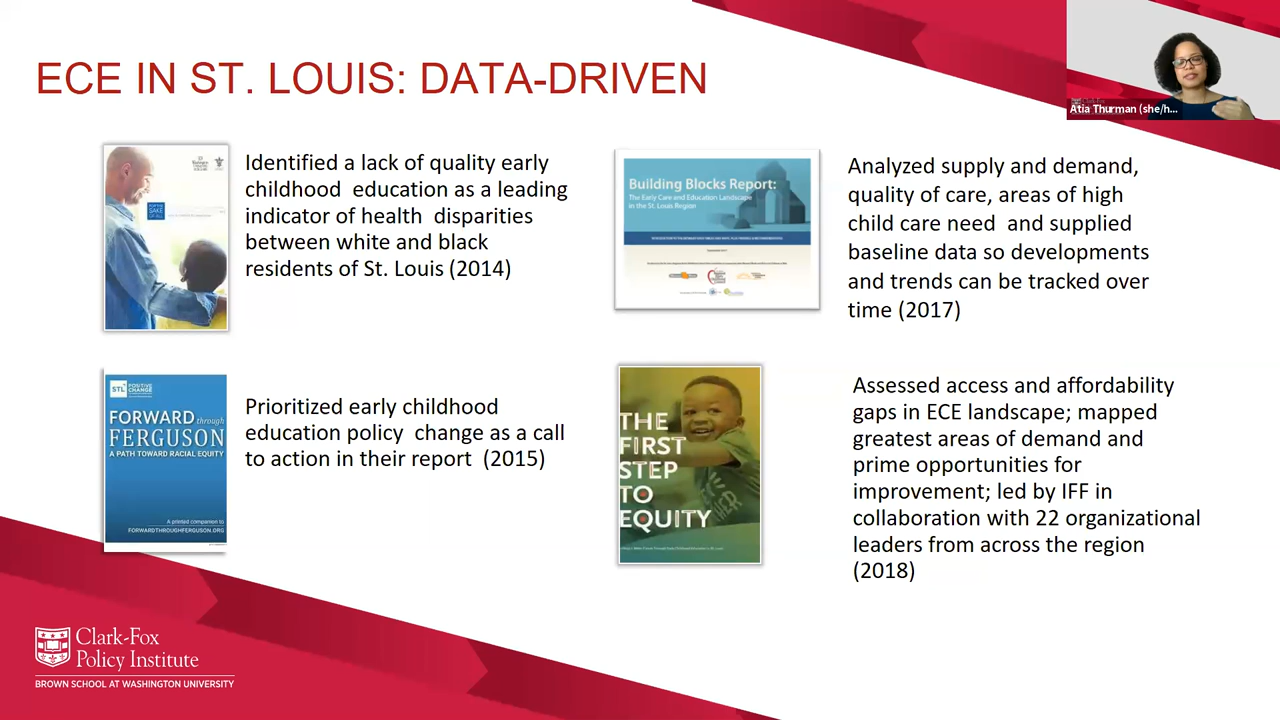 ECE IN ST. LOUIS: DATA-DRIVEN
Atia Thurman (she/h...
FOR THE
SAKE
OF ALL
Identified a lack of quality early
childhood education as a leading
indicator of health disparities
between white and black
residents of St. Louis (2014)
Building Blocks Report:
The Early Care and Education Landscape
in the St. Louis Region
Analyzed supply and demand,
quality of care, areas of high
child care need and supplied
baseline data so developments
and trends can be tracked over
time (2017)
STL
POSITIVE
CHANGE
FORWARD through
FERGUSON
A PATH TOWARD RACIAL EQUITY
A printed companion to
FORWARDTHROUGHFERGUSON.ORG
Prioritized early childhood
education policy change as a call
to action in their report (2015)
THE
FIRST
STEP
TO
EQUITY
Assessed access and affordability
gaps in ECE landscape; mapped
greatest areas of demand and
prime opportunities for
improvement; led by IFF in
collaboration with 22 organizational
leaders from across the region
(2018)
Clark-Fox
Policy Institute
BROWN SCHOOL AT WASHINGTON UNIVERSITY